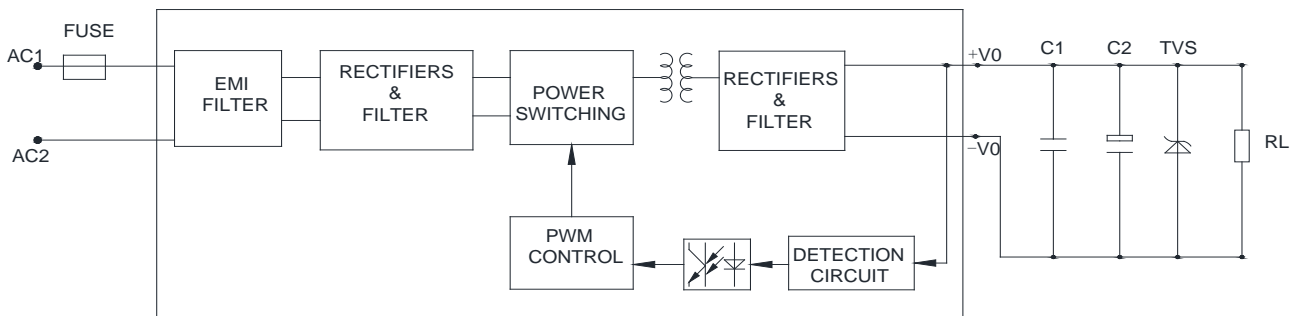 FUSE
AC1
AC2
EMI
FILTER
RECTIFIERS
&
FILTER
POWER
SWITCHING
RECTIFIERS
&
FILTER
+V0
C1
C2
TVS
−V0
RL
PWM
CONTROL
DETECTION
CIRCUIT